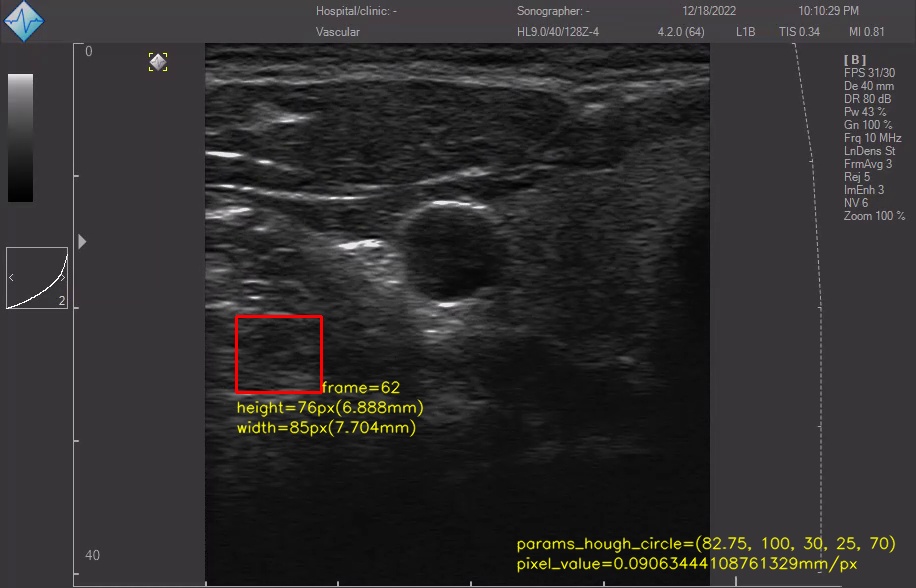 Hospital/clinic: - Sonographer: - 12/18/2022 10:10:29 PM
Vascular HL9.0/40/128Z-4 4.2.0 (64) L1B TIS 0.34 MI 0.81
0
[ B ]
FPS 31/30
De 40 mm
DR 80 dB
Pw 43 %
Gn 100 %
Frq 10 MHz
LnDens St
FrmAvg 3
Rej 5
ImEnh 3
NV 6
Zoom 100 %
2
frame=62
height=76px(6.888mm)
width=85px(7.704mm)
params_hough_circle=(82.75, 100, 30, 25, 70)
40
pixel_value=0.09063444108761329mm/px